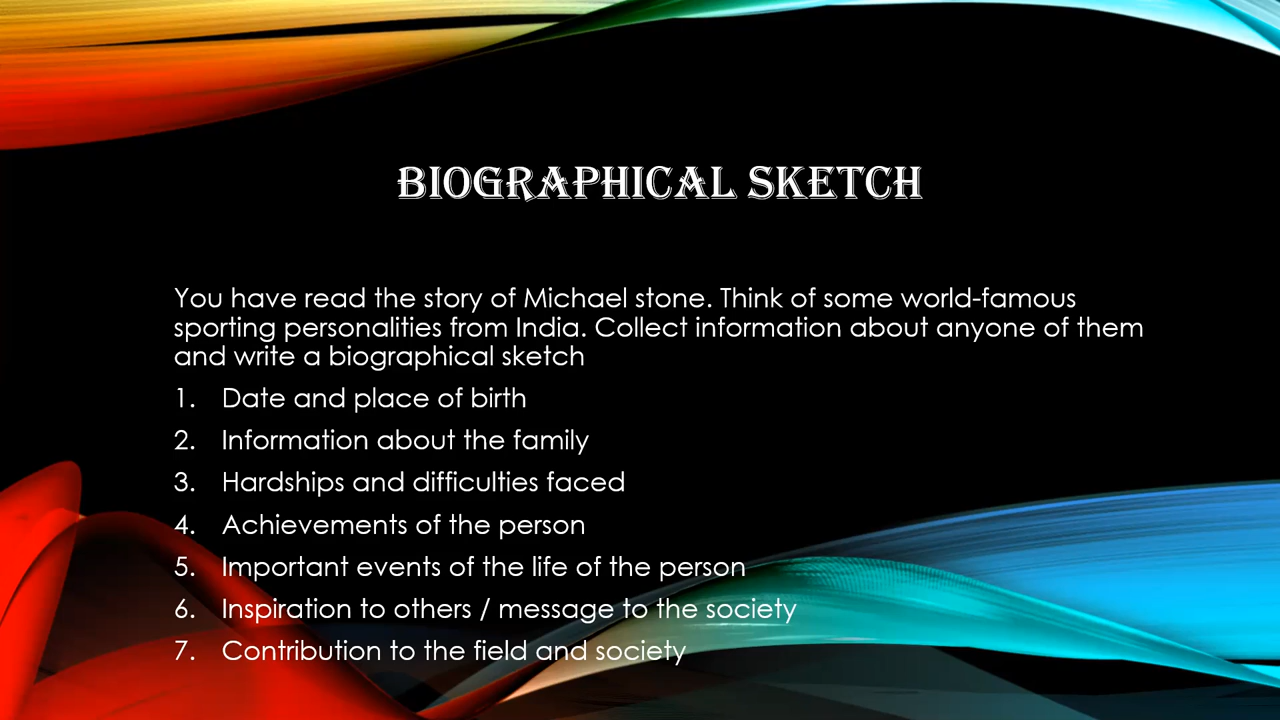 BIOGRAPHICAL SKETCH
You have read the story of Michael stone. Think of some world-famous
sporting personalities from India. Collect information about anyone of them
and write a biographical sketch
1. Date and place of birth
2. Information about the family
3. Hardships and difficulties faced
4. Achievements of the person
5. Important events of the life of the person
6. Inspiration to others / message to the society
7. Contribution to the field and society